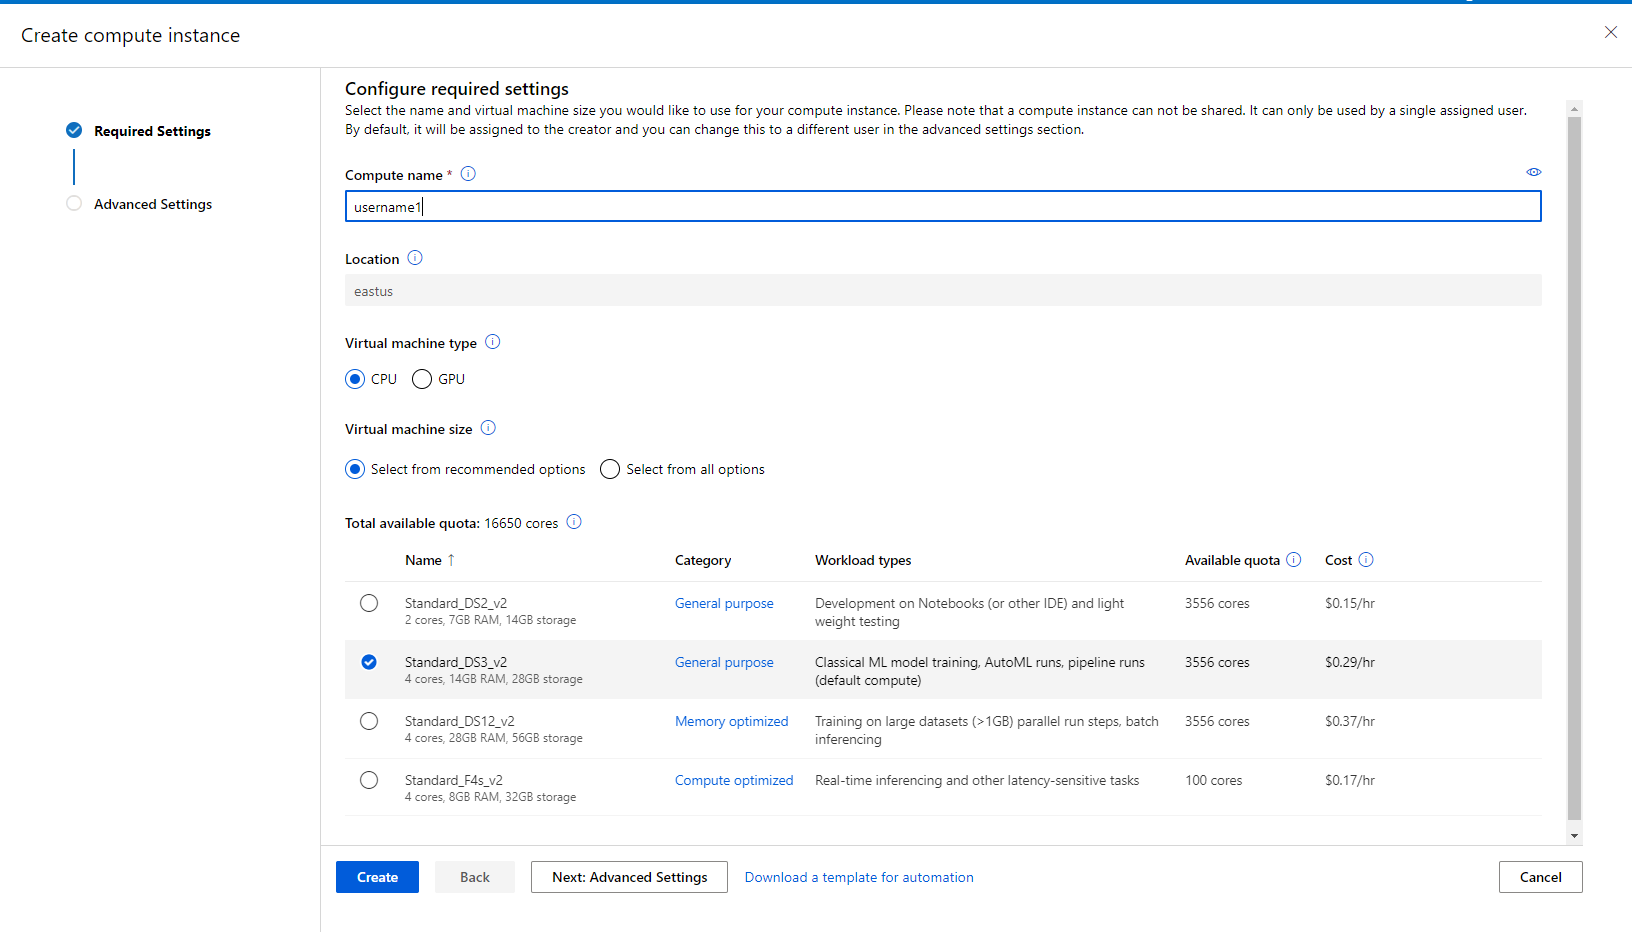 Create compute instance
Required Settings
Advanced Settings
Configure required settings
Select the name and virtual machine size you would like to use for your compute instance. Please note that a compute instance can not be shared. It can only be used by a single assigned user.
By default, it will be assigned to the creator and you can change this to a different user in the advanced settings section.
Compute name *
username1
Location
eastus
Virtual machine type
CPU GPU
Virtual machine size
Select from recommended options Select from all options
Total available quota: 16650 cores
Name ↑ Category Workload types Available quota Cost
Standard_DS2_v2 General purpose Development on Notebooks (or other IDE) and light 3556 cores $0.15/hr
2 cores, 7GB RAM, 14GB storage weight testing
Standard_DS3_v2 General purpose Classical ML model training, AutoML runs, pipeline runs 3556 cores $0.29/hr
4 cores, 14GB RAM, 28GB storage (default compute)
Standard_DS12_v2 Memory optimized Training on large datasets (>1GB) parallel run steps, batch 3556 cores $0.37/hr
4 cores, 28GB RAM, 56GB storage inferencing
Standard_F4s_v2 Compute optimized Real-time inferencing and other latency-sensitive tasks 100 cores $0.17/hr
4 cores, 8GB RAM, 32GB storage
Create Back Next: Advanced Settings Download a template for automation Cancel